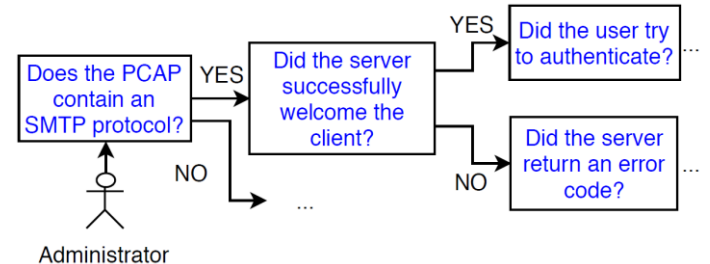 Does the PCAP
contain an
SMTP protocol?
YES
NO
...
Administrator
Did the server
successfully
welcome the
client?
YES
NO
Did the user try
to authenticate?
...
Did the server
return an error
code?
...